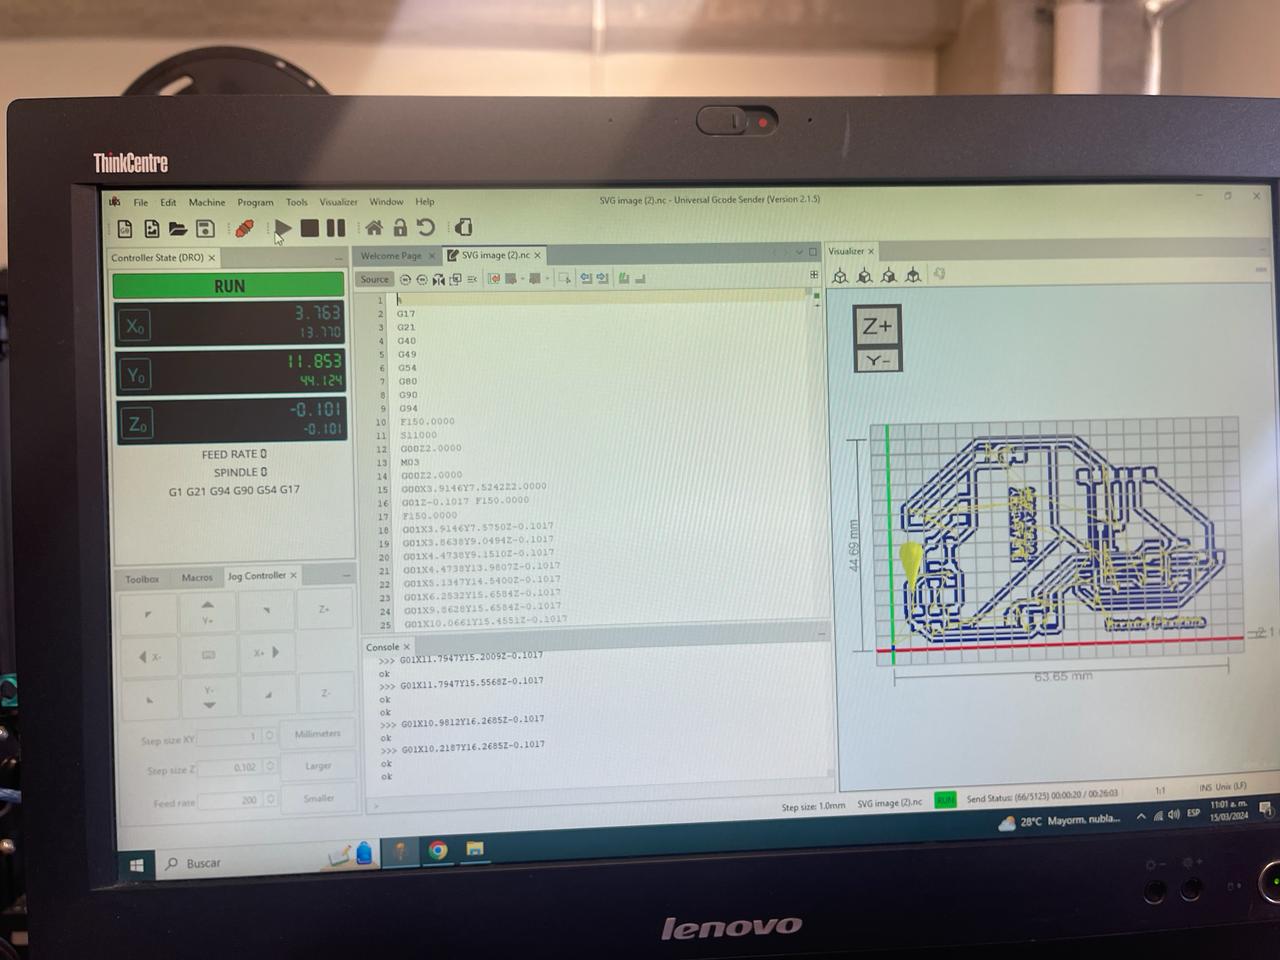 ThinkCentre
File Edit Machine Program Tools Visualizer Window Help
SVG image (2).nc - Universal Gcode Sender (Version 2.1.5)
Controller State (DRO)
RUN
X0 3.763
13.770
Y0 11.853
44.124
Z0 -0.101
-0.101
FEED RATE 0
SPINDLE 0
G1 G21 G94 G90 G54 G17
Toolbox Macros Jog Controller
Y+
Z+
X-
X+
Y-
Z-
Step size XY 1 Millimeters
Step size Z 0,102 Larger
Feed rate 200 Smaller
Welcome Page SVG image (2).nc
Source
1 %
2 G17
3 G21
4 G40
5 G49
6 G54
7 G80
8 G90
9 G94
10 F150.0000
11 S11000
12 G00Z2.0000
13 M03
14 G00Z2.0000
15 G00X3.9146Y7.5242Z2.0000
16 G01Z-0.1017 F150.0000
17 F150.0000
18 G01X3.9146Y7.5750Z-0.1017
19 G01X3.8638Y9.0494Z-0.1017
20 G01X4.4738Y9.1510Z-0.1017
21 G01X4.4738Y13.9807Z-0.1017
22 G01X5.1347Y14.5400Z-0.1017
23 G01X6.2532Y15.6584Z-0.1017
24 G01X9.8628Y15.6584Z-0.1017
25 G01X10.0661Y15.4551Z-0.1017
Console
>>> G01X11.7947Y15.2009Z-0.1017
ok
>>> G01X11.7947Y15.5568Z-0.1017
ok
ok
>>> G01X10.9812Y16.2685Z-0.1017
ok
>>> G01X10.2187Y16.2685Z-0.1017
ok
ok
>
Visualizer
Z+
Y-
44.69 mm
63.65 mm
Step size: 1.0mm SVG image (2).nc RUN Send Status: (66/5125) 00:00:20 / 00:26:03 1:1 INS Unix (LF)
Buscar
28°C Mayorm. nubla... ESP
11:01 a. m.
15/03/2024
lenovo